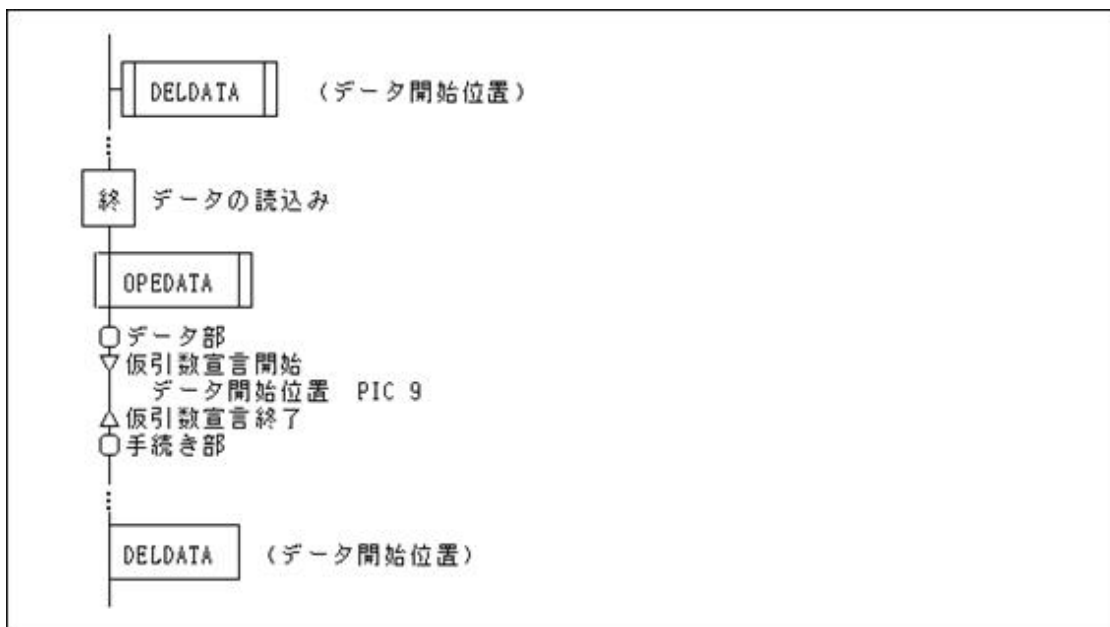 DELDATA （データ開始位置）
終 データの読込み
OPEDATA
データ部
仮引数宣言開始
データ開始位置 PIC 9
仮引数宣言終了
手続き部
DELDATA （データ開始位置）